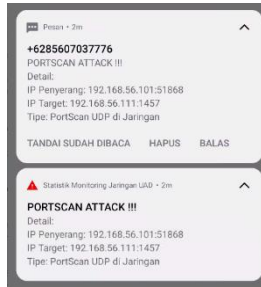 Pesan • 2m
+6285607037776
PORTSCAN ATTACK !!!
Detail:
IP Penyerang: 192.168.56.101:51868
IP Target: 192.168.56.111:1457
Tipe: PortScan UDP di Jaringan
TANDAI SUDAH DIBACA HAPUS BALAS
Statistik Monitoring Jaringan UAD • 2m
PORTSCAN ATTACK !!!
Detail:
IP Penyerang: 192.168.56.101:51868
IP Target: 192.168.56.111:1457
Tipe: PortScan UDP di Jaringan